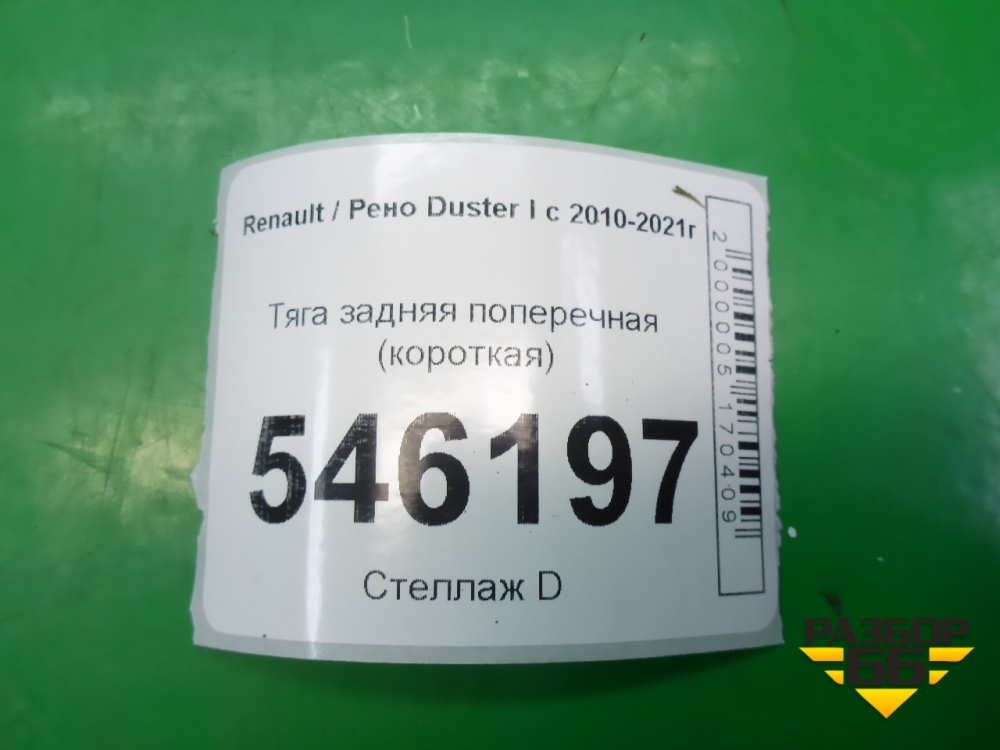 Renault / Рено Duster I с 2010-2021г
Тяга задняя поперечная
(короткая)
546197
Стеллаж D
2000005170409
РАЗБОР
66